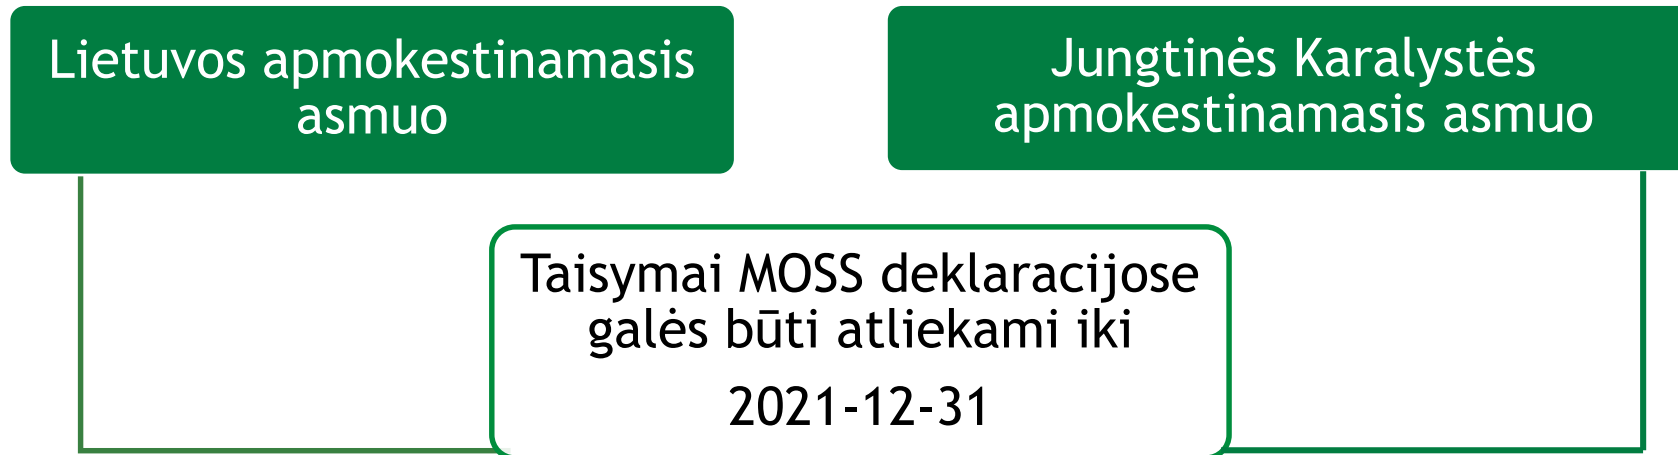 Lietuvos apmokestinamasis
asmuo
Jungtinės Karalystės
apmokestinamasis asmuo
Taisymai MOSS deklaracijose
galės būti atliekami iki
2021-12-31